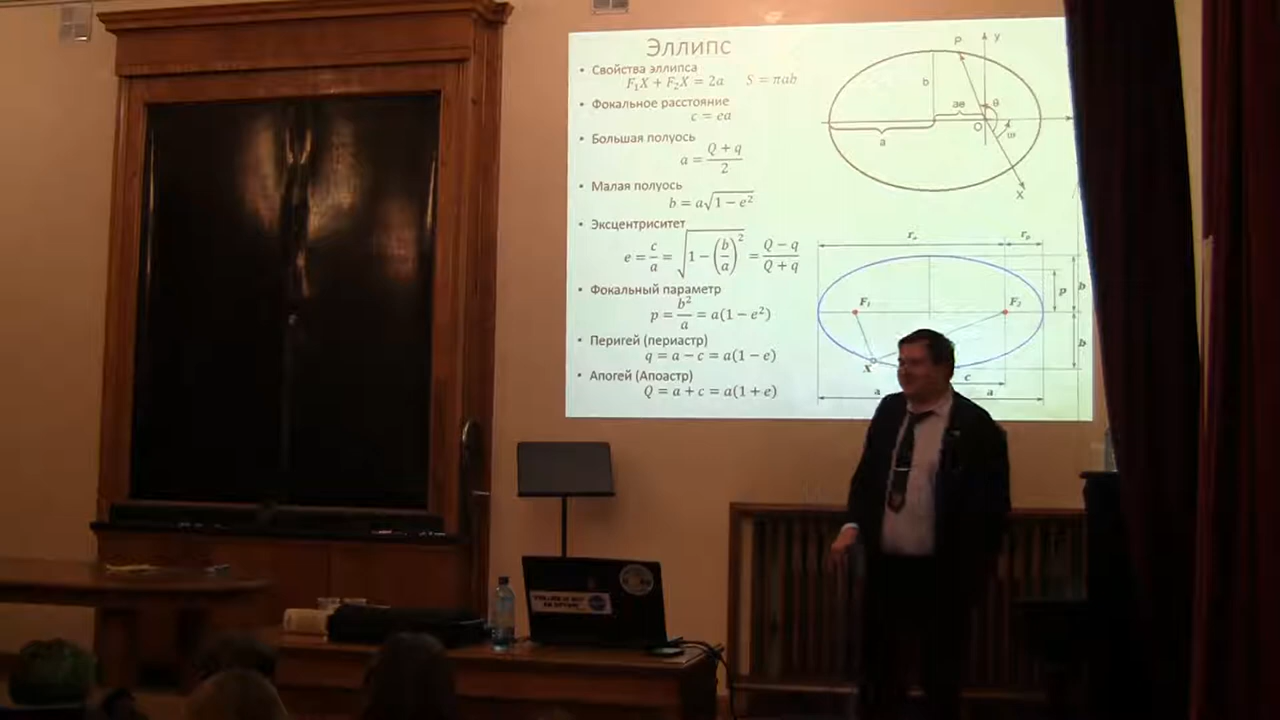 Эллипс
• Свойства эллипса
F₁X + F₂X = 2a S = πab
• Фокальное расстояние
c = ea
• Большая полуось
a = (Q + q)/2
• Малая полуось
b = a√(1 − e²)
• Эксцентриситет
e = c/a = √(1 − (b/a)²) = (Q − q)/(Q + q)
• Фокальный параметр
p = b²/a = a(1 − e²)
• Перигей (периастр)
q = a − c = a(1 − e)
• Апогей (Апоастр)
Q = a + c = a(1 + e)
P y
b
ae θ
a O ω
X
rₚ
F₁ F₂ p b
b
X
c
a a